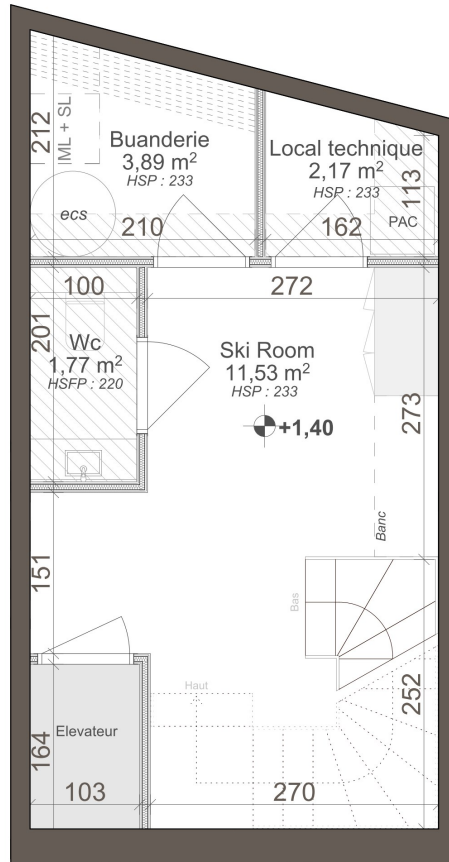 212
ML + SL
Buanderie
3,89 m²
HSP : 233
Local technique
2,17 m²
HSP : 233
113
ecs
PAC
210
162
100
272
201
Wc
1,77 m²
HSFP : 220
Ski Room
11,53 m²
HSP : 233
+1,40
273
Banc
151
Bas
Haut
252
Elevateur
164
103
270